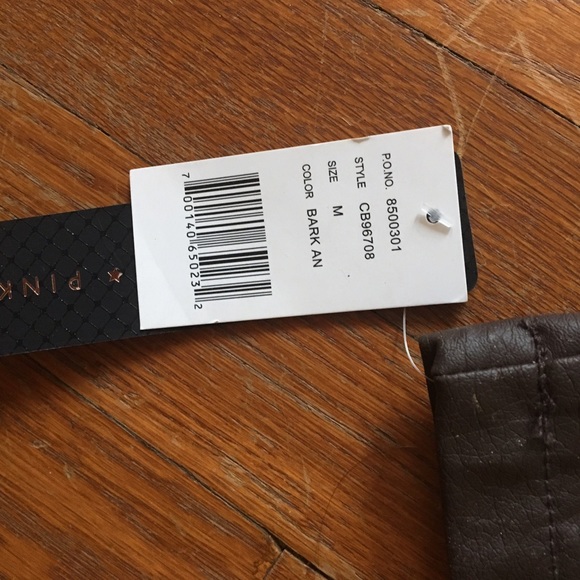 P.O.NO. 8500301
STYLE CB96708
SIZE M
COLOR BARK AN
7 00140 65023 2
★ PINK